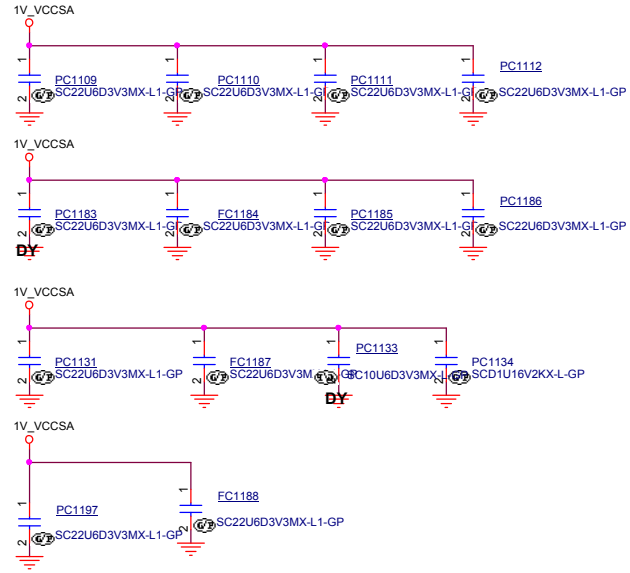 1V_VCCSA
PC1109 PC1110 PC1111 PC1112
1 1 1 1
2 2 2 2
G/P SC22U6D3V3MX-L1-GP G/P SC22U6D3V3MX-L1-GP G/P SC22U6D3V3MX-L1-GP G/P SC22U6D3V3MX-L1-GP
1V_VCCSA
PC1183 FC1184 PC1185 PC1186
1 1 1 1
2 2 2 2
G/P SC22U6D3V3MX-L1-GP G/P SC22U6D3V3MX-L1-GP G/P SC22U6D3V3MX-L1-GP G/P SC22U6D3V3MX-L1-GP
DY
1V_VCCSA
PC1131 FC1187 PC1133 PC1134
1 1 1 1
2 2 2
G/P SC22U6D3V3MX-L1-GP G/P SC22U6D3V3M SC10U6D3V3MX-L-GP G/P SCD1U16V2KX-L-GP
DY
1V_VCCSA
PC1197 FC1188
1 1
2 2
G/P SC22U6D3V3MX-L1-GP G/P SC22U6D3V3MX-L1-GP